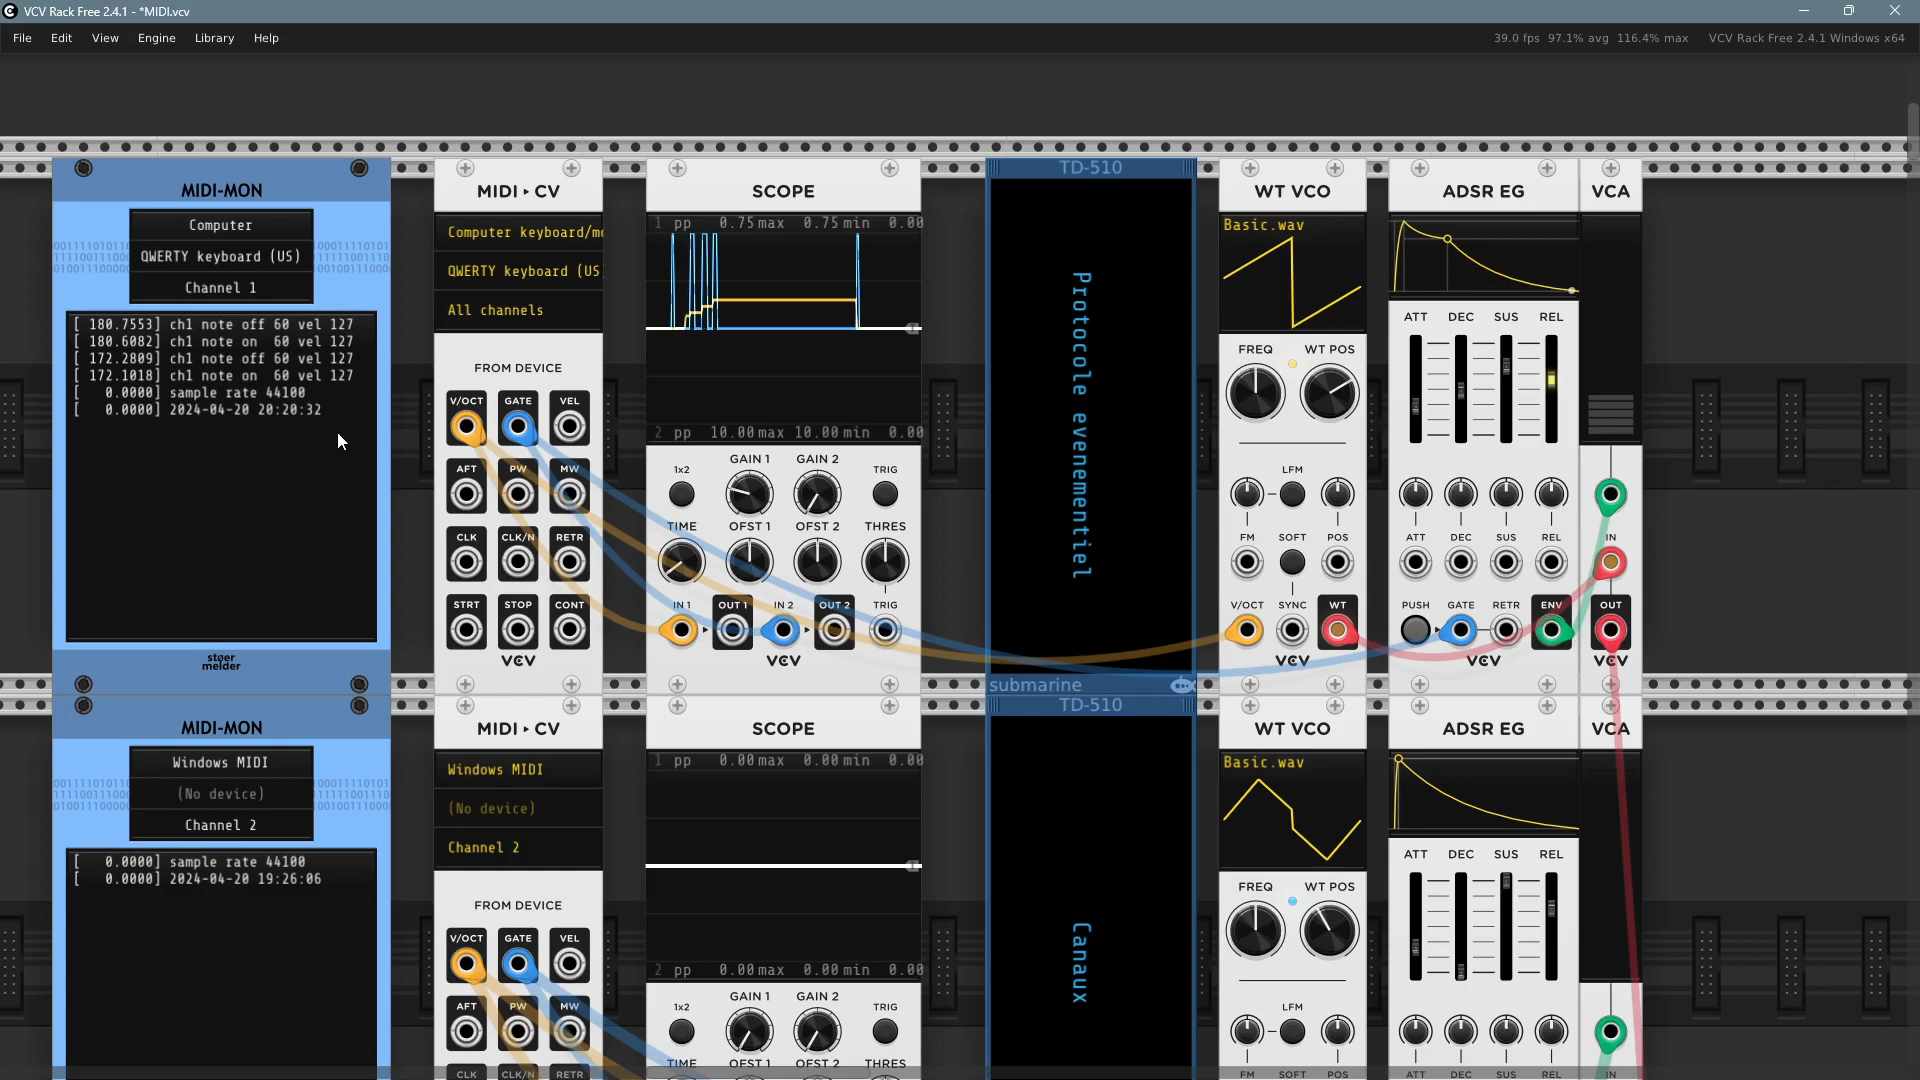 VCV Rack Free 2.4.1 - *MIDI.vcv
File Edit View Engine Library Help
39.0 fps 97.1% avg 116.4% max VCV Rack Free 2.4.1 Windows x64
MIDI-MON
Computer
QWERTY keyboard (US)
Channel 1
[ 180.7553] ch1 note off 60 vel 127
[ 180.6082] ch1 note on 60 vel 127
[ 172.2809] ch1 note off 60 vel 127
[ 172.1018] ch1 note on 60 vel 127
[ 0.0000] sample rate 44100
[ 0.0000] 2024-04-20 20:20:32
støer
melder
MIDI ▸ CV
Computer keyboard/mo
QWERTY keyboard (US)
All channels
FROM DEVICE
V/OCT GATE VEL
AFT PW MW
CLK CLK/N RETR
STRT STOP CONT
VCV
SCOPE
1 pp 0.75 max 0.75 min 0.00
2 pp 10.00 max 10.00 min 0.00
1x2 GAIN 1 GAIN 2 TRIG
TIME OFST 1 OFST 2 THRES
IN 1 OUT 1 IN 2 OUT 2 TRIG
VCV
TD-510
Protocole evenementiel
submarine
WT VCO
Basic.wav
FREQ WT POS
LFM
FM SOFT POS
V/OCT SYNC WT
VCV
ADSR EG
ATT DEC SUS REL
ATT DEC SUS REL
PUSH GATE RETR ENV
VCV
VCA
IN
OUT
VCV
MIDI-MON
Windows MIDI
(No device)
Channel 2
[ 0.0000] sample rate 44100
[ 0.0000] 2024-04-20 19:26:06
MIDI ▸ CV
Windows MIDI
(No device)
Channel 2
FROM DEVICE
V/OCT GATE VEL
AFT PW MW
CLK CLK/N RETR
SCOPE
1 pp 0.00 max 0.00 min 0.00
2 pp 0.00 max 0.00 min 0.00
1x2 GAIN 1 GAIN 2 TRIG
TIME OFST 1 OFST 2 THRES
TD-510
Canaux
WT VCO
Basic.wav
FREQ WT POS
LFM
FM SOFT POS
ADSR EG
ATT DEC SUS REL
ATT DEC SUS REL
VCA
IN